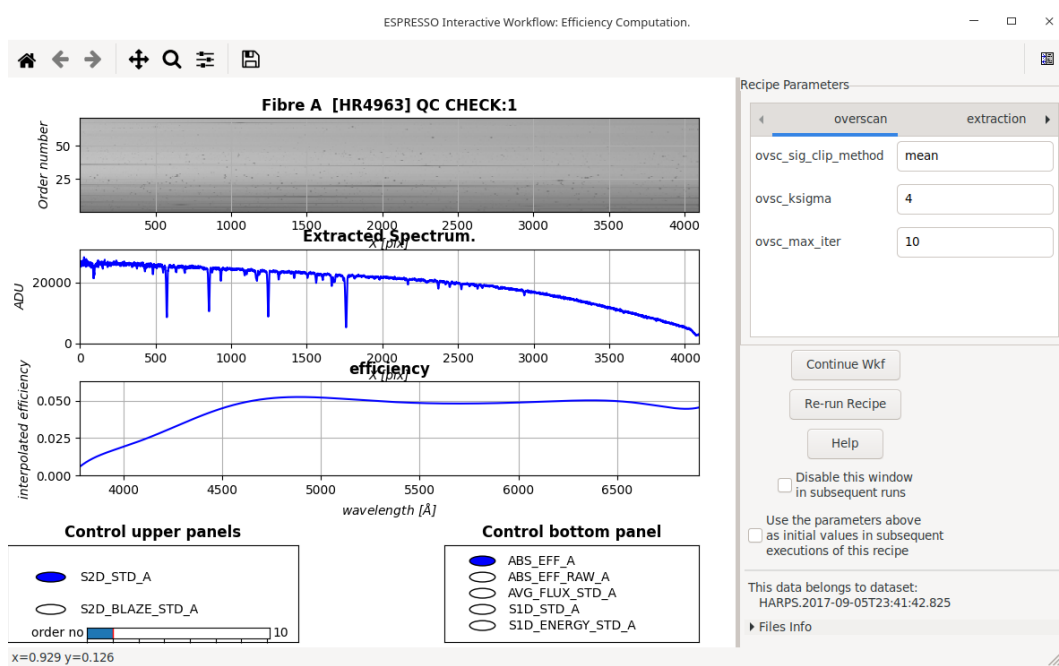 ESPRESSO Interactive Workflow: Efficiency Computation.
Recipe Parameters
Fibre A [HR4963] QC CHECK:1
Order number
50
25
500 1000 1500 2000 2500 3000 3500 4000
X [pix]
Extracted Spectrum.
ADU
20000
0
0 500 1000 1500 2000 2500 3000 3500 4000
X [pix]
efficiency
interpolated efficiency
0.050
0.025
0.000
4000 4500 5000 5500 6000 6500
wavelength [Å]
Control upper panels
S2D_STD_A
S2D_BLAZE_STD_A
order no 10
Control bottom panel
ABS_EFF_A
ABS_EFF_RAW_A
AVG_FLUX_STD_A
S1D_STD_A
S1D_ENERGY_STD_A
overscan extraction
ovsc_sig_clip_method mean
ovsc_ksigma 4
ovsc_max_iter 10
Continue Wkf
Re-run Recipe
Help
Disable this window
in subsequent runs
Use the parameters above
as initial values in subsequent
executions of this recipe
This data belongs to dataset:
HARPS.2017-09-05T23:41:42.825
Files Info
x=0.929 y=0.126